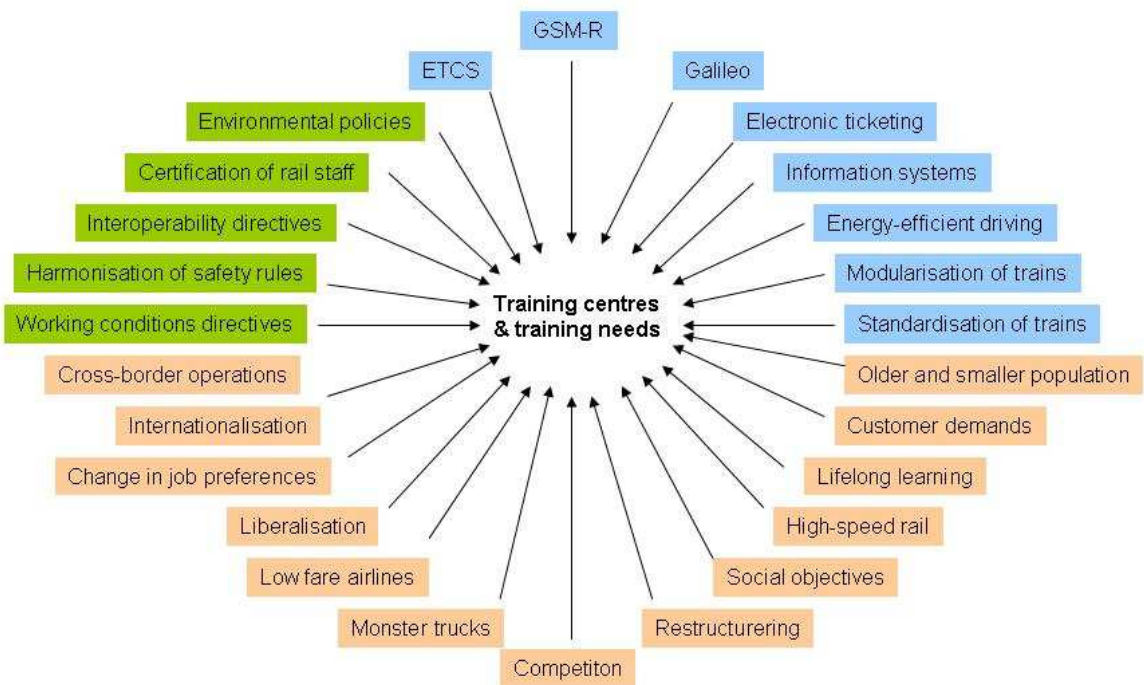 GSM-R
ETCS
Galileo
Environmental policies
Electronic ticketing
Certification of rail staff
Information systems
Interoperability directives
Energy-efficient driving
Harmonisation of safety rules
Modularisation of trains
Training centres
& training needs
Working conditions directives
Standardisation of trains
Cross-border operations
Older and smaller population
Internationalisation
Customer demands
Change in job preferences
Lifelong learning
Liberalisation
High-speed rail
Low fare airlines
Social objectives
Monster trucks
Restructurering
Competiton